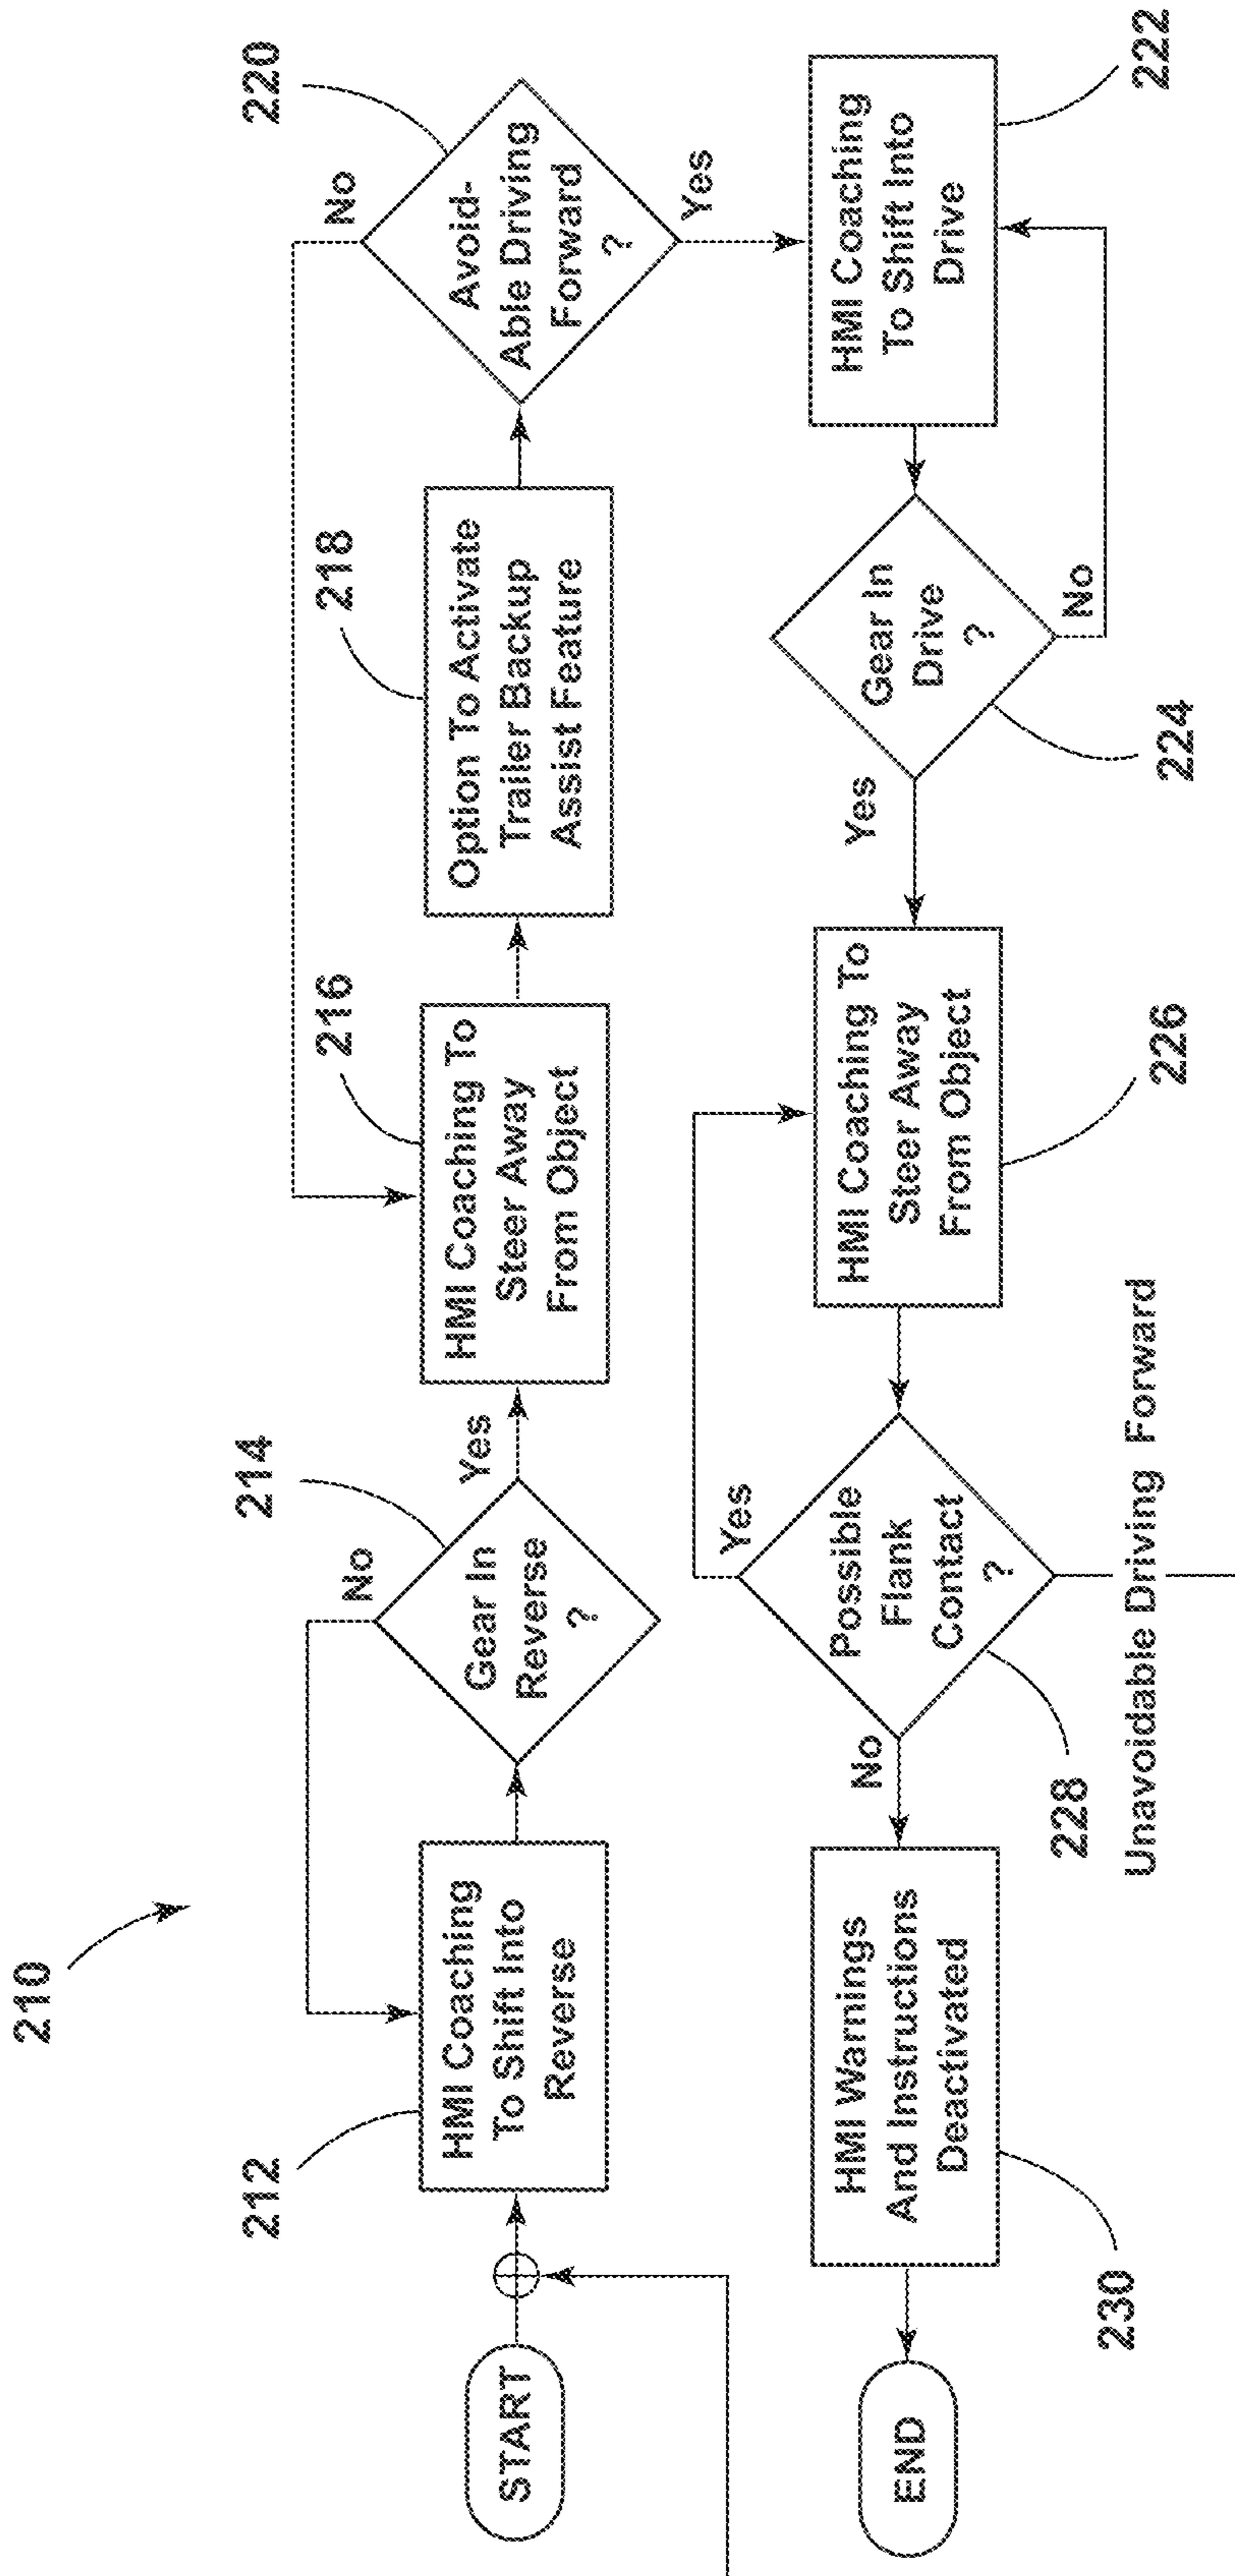 210
START
212
HMI Coaching
To Shift Into
Reverse
214
Gear In
Reverse
?
No
Yes
216
HMI Coaching To
Steer Away
From Object
218
Option To Activate
Trailer Backup
Assist Feature
220
Avoid-
Able Driving
Forward
?
No
Yes
HMI Coaching
To Shift Into
Drive
222
Gear In
Drive
?
No
Yes
224
HMI Coaching To
Steer Away
From Object
226
Possible
Flank
Contact
?
Yes
No
228
Unavoidable Driving Forward
HMI Warnings
And Instructions
Deactivated
230
END